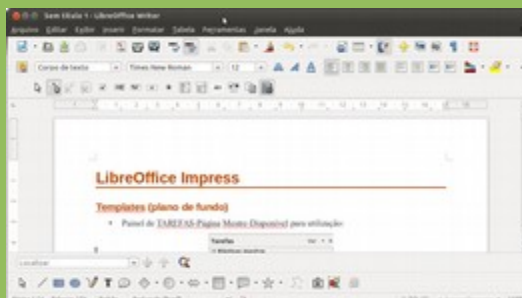 Sem título 1 - LibreOffice Writer
Arquivo Editar Exibir Inserir Formatar Tabela Ferramentas Janela Ajuda
Corpo de texto Times New Roman 12
LibreOffice Impress
Templates (plano de fundo)
• Painel de TAREFAS-Página Mestre Disponível para utilização:
Tarefas
Localizar